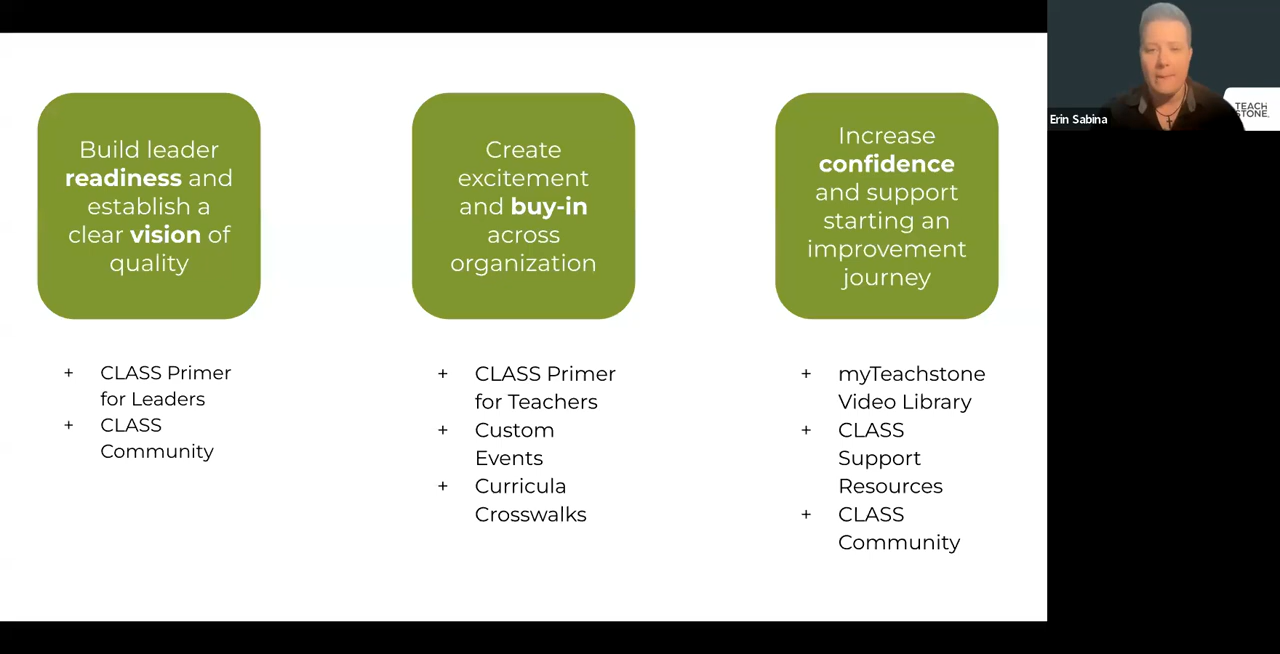 Build leader
readiness and
establish a
clear vision of
quality
+ CLASS Primer
for Leaders
+ CLASS
Community
Create
excitement
and buy-in
across
organization
+ CLASS Primer
for Teachers
+ Custom
Events
+ Curricula
Crosswalks
Increase
confidence
and support
starting an
improvement
journey
+ myTeachstone
Video Library
+ CLASS
Support
Resources
+ CLASS
Community
Erin Sabina
TEACH
STONE.